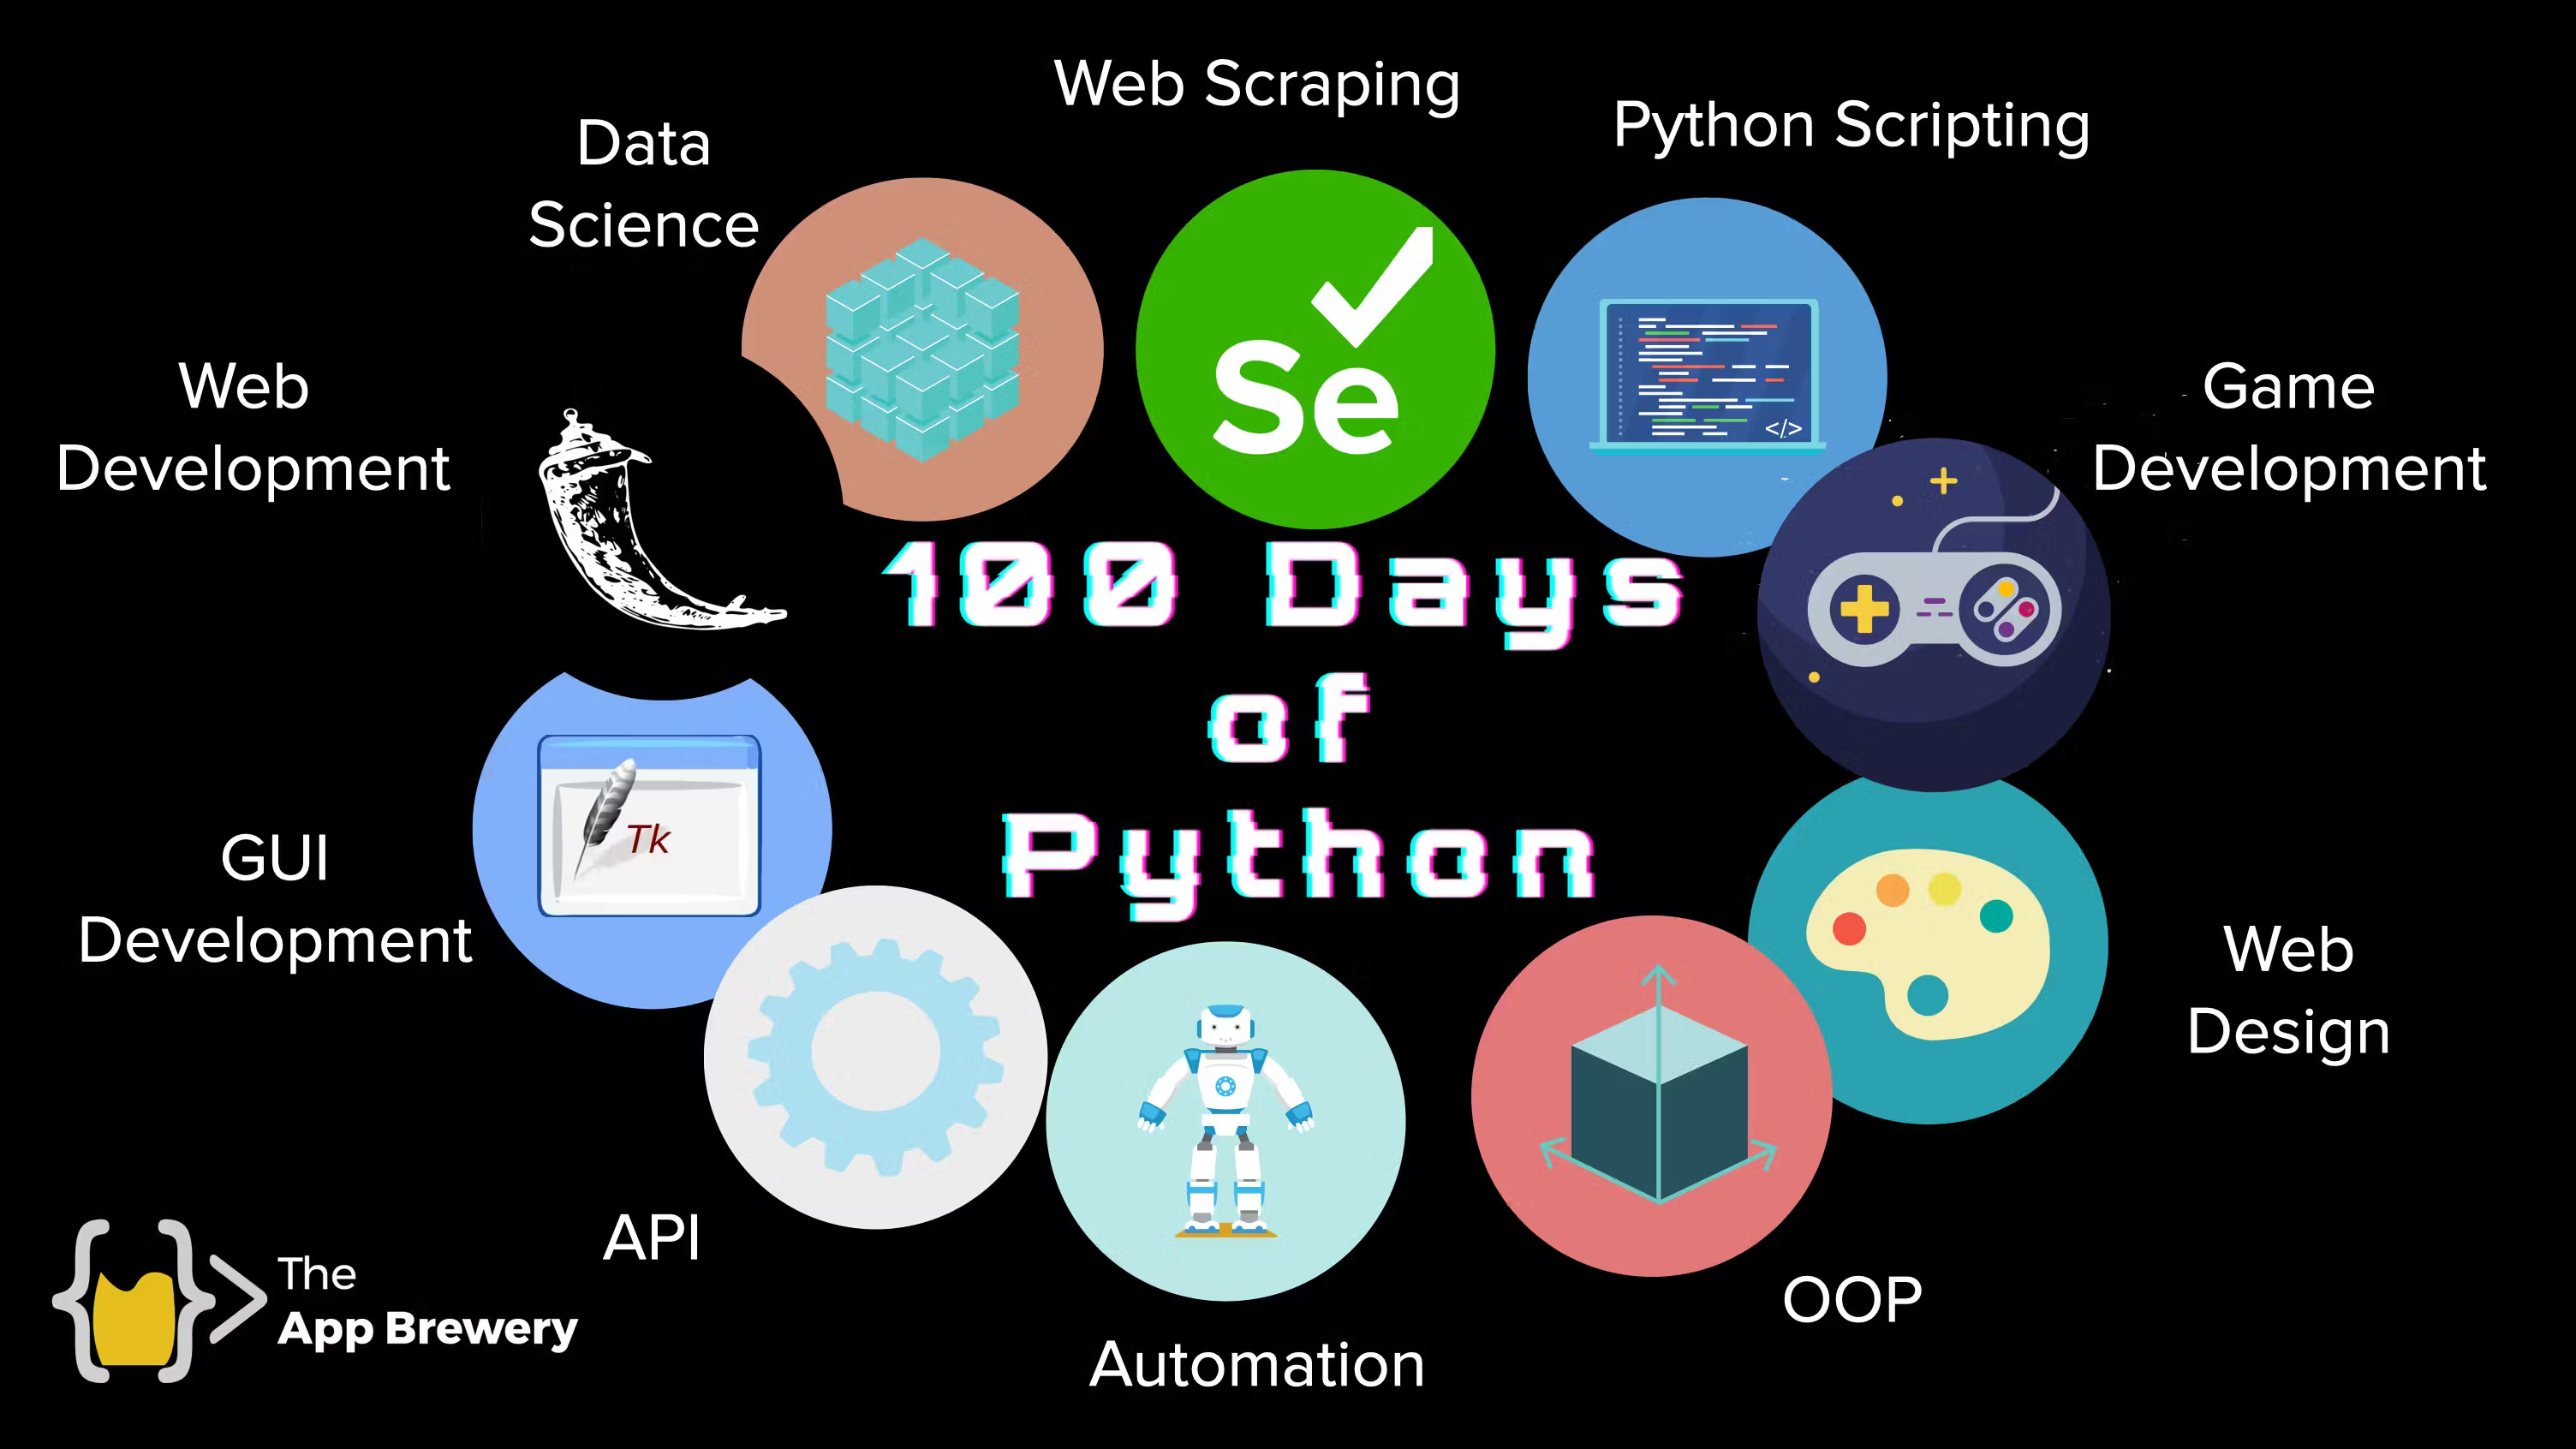 Web Scraping
Python Scripting
Data
Science
Web
Development
Game
Development
Se
</>
100 Days
of
Python
Tk
GUI
Development
Web
Design
API
OOP
Automation
The
App Brewery